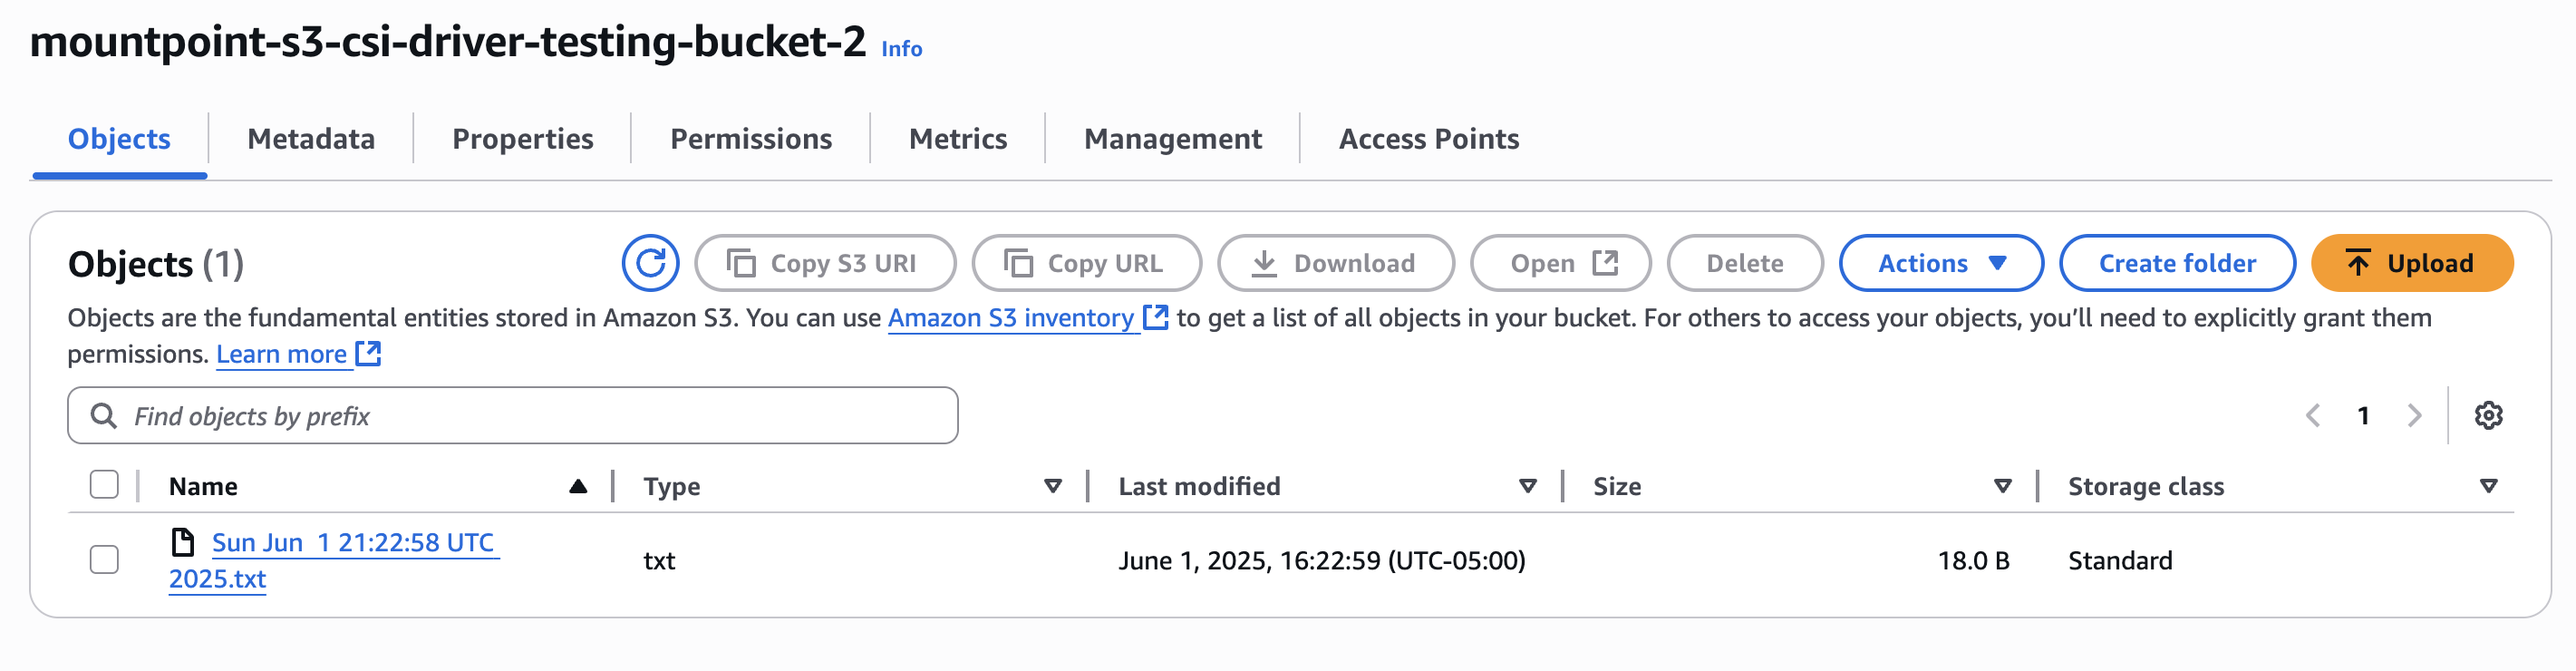 mountpoint-s3-csi-driver-testing-bucket-2 Info
Objects Metadata Properties Permissions Metrics Management Access Points
Objects (1) Copy S3 URI Copy URL Download Open Delete Actions Create folder Upload
Objects are the fundamental entities stored in Amazon S3. You can use Amazon S3 inventory to get a list of all objects in your bucket. For others to access your objects, you’ll need to explicitly grant them
permissions. Learn more
Find objects by prefix 1
Name Type Last modified Size Storage class
Sun Jun  1 21:22:58 UTC
2025.txt txt June 1, 2025, 16:22:59 (UTC-05:00) 18.0 B Standard